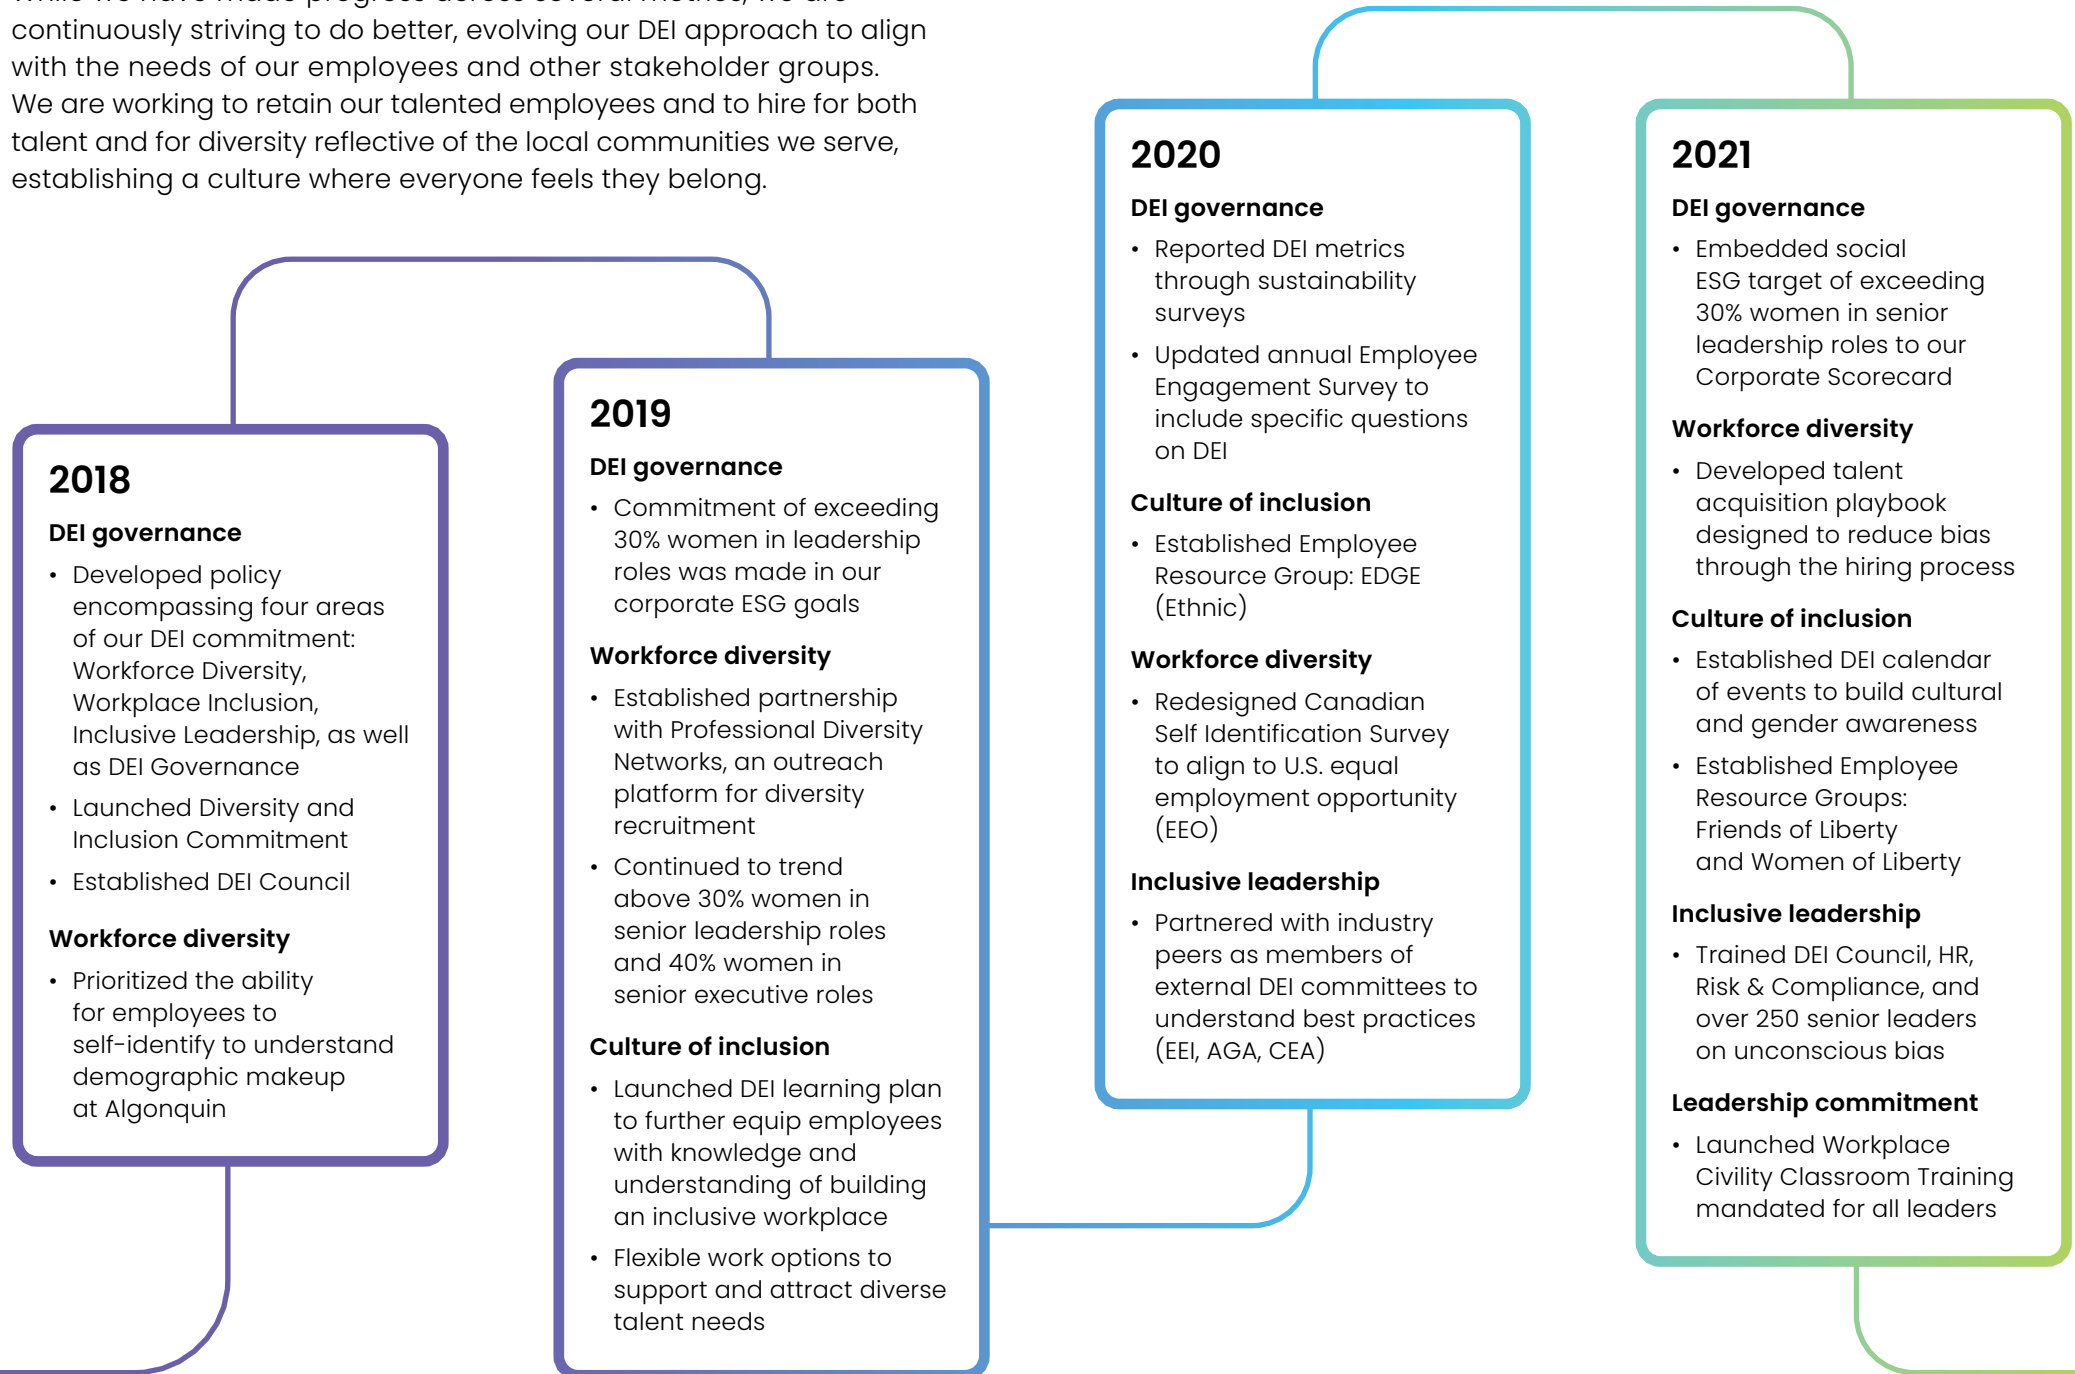 While we have made progress across several metrics, we are
continuously striving to do better, evolving our DEI approach to align
with the needs of our employees and other stakeholder groups.
We are working to retain our talented employees and to hire for both
talent and for diversity reflective of the local communities we serve,
establishing a culture where everyone feels they belong.
2018
DEI governance
• Developed policy
encompassing four areas
of our DEI commitment:
Workforce Diversity,
Workplace Inclusion,
Inclusive Leadership, as well
as DEI Governance
• Launched Diversity and
Inclusion Commitment
• Established DEI Council
Workforce diversity
• Prioritized the ability
for employees to
self-identify to understand
demographic makeup
at Algonquin
2019
DEI governance
• Commitment of exceeding
30% women in leadership
roles was made in our
corporate ESG goals
Workforce diversity
• Established partnership
with Professional Diversity
Networks, an outreach
platform for diversity
recruitment
• Continued to trend
above 30% women in
senior leadership roles
and 40% women in
senior executive roles
Culture of inclusion
• Launched DEI learning plan
to further equip employees
with knowledge and
understanding of building
an inclusive workplace
• Flexible work options to
support and attract diverse
talent needs
2020
DEI governance
• Reported DEI metrics
through sustainability
surveys
• Updated annual Employee
Engagement Survey to
include specific questions
on DEI
Culture of inclusion
• Established Employee
Resource Group: EDGE
(Ethnic)
Workforce diversity
• Redesigned Canadian
Self Identification Survey
to align to U.S. equal
employment opportunity
(EEO)
Inclusive leadership
• Partnered with industry
peers as members of
external DEI committees to
understand best practices
(EEI, AGA, CEA)
2021
DEI governance
• Embedded social
ESG target of exceeding
30% women in senior
leadership roles to our
Corporate Scorecard
Workforce diversity
• Developed talent
acquisition playbook
designed to reduce bias
through the hiring process
Culture of inclusion
• Established DEI calendar
of events to build cultural
and gender awareness
• Established Employee
Resource Groups:
Friends of Liberty
and Women of Liberty
Inclusive leadership
• Trained DEI Council, HR,
Risk & Compliance, and
over 250 senior leaders
on unconscious bias
Leadership commitment
• Launched Workplace
Civility Classroom Training
mandated for all leaders